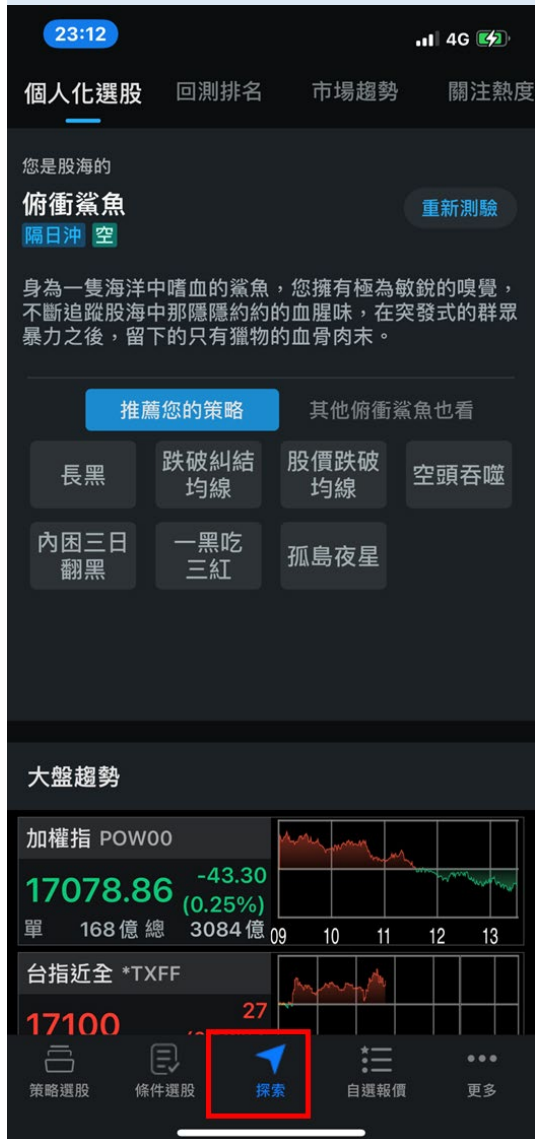 23:12
4G
個人化選股 回測排名 市場趨勢 關注熱度
您是股海的
俯衝鯊魚
重新測驗
隔日沖 空
身為一隻海洋中嗜血的鯊魚，您擁有極為敏銳的嗅覺，
不斷追蹤股海中那隱隱約約的血腥味，在突發式的群眾
暴力之後，留下的只有獵物的血骨肉末。
推薦您的策略 其他俯衝鯊魚也看
長黑
跌破糾結
均線
股價跌破
均線
空頭吞噬
內困三日
翻黑
一黑吃
三紅
孤島夜星
大盤趨勢
加權指 POW00
17078.86
-43.30
(0.25%)
單 168億 總 3084億
09 10 11 12 13
台指近全 *TXFF
17100
27
策略選股 條件選股 探索 自選報價 更多